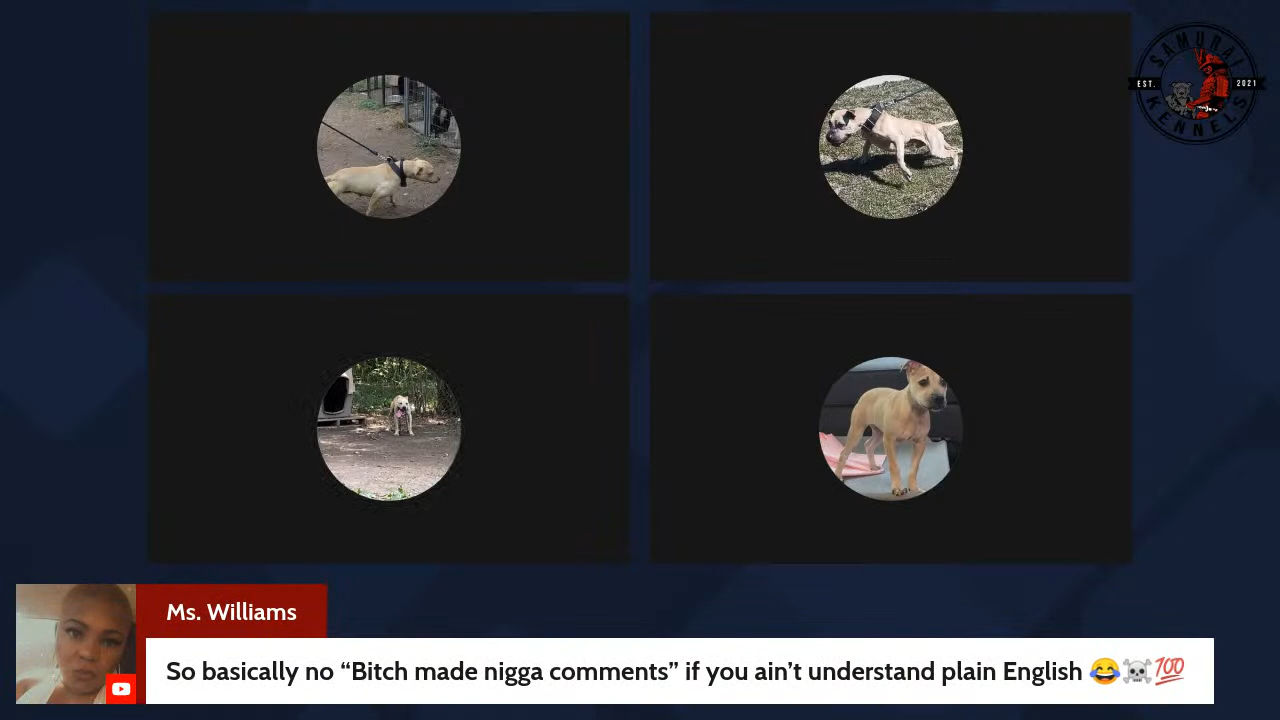 SAMURAI
EST. 2021
KENNELS
Ms. Williams
So basically no “Bitch made nigga comments” if you ain’t understand plain English 😂☠️💯